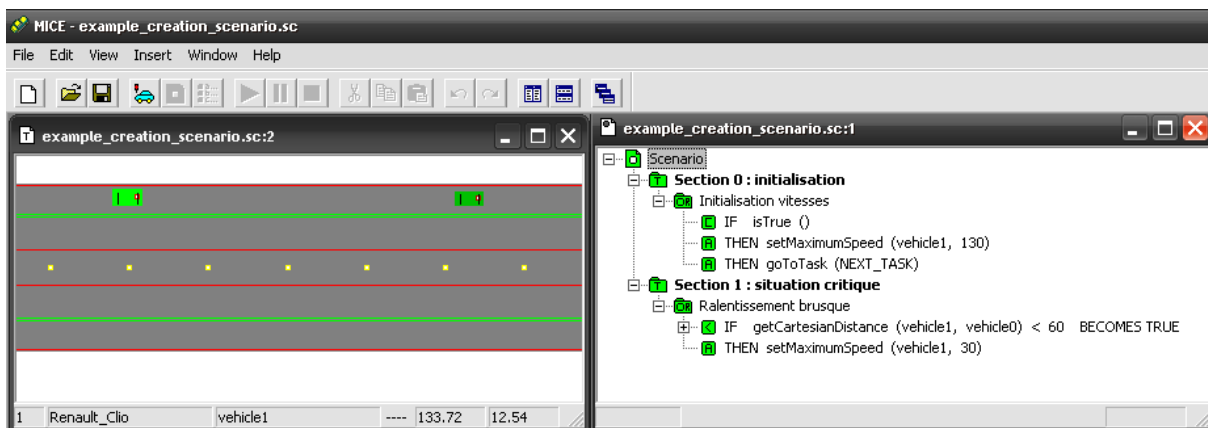 MICE - example_creation_scenario.sc
File Edit View Insert Window Help
example_creation_scenario.sc:2
1 Renault_Clio vehicle1 ---- 133.72 12.54
example_creation_scenario.sc:1
Scenario
T Section 0 : initialisation
OR Initialisation vitesses
C IF isTrue ()
A THEN setMaximumSpeed (vehicle1, 130)
A THEN goToTask (NEXT_TASK)
T Section 1 : situation critique
OR Ralentissement brusque
< IF getCartesianDistance (vehicle1, vehicle0) < 60 BECOMES TRUE
A THEN setMaximumSpeed (vehicle1, 30)